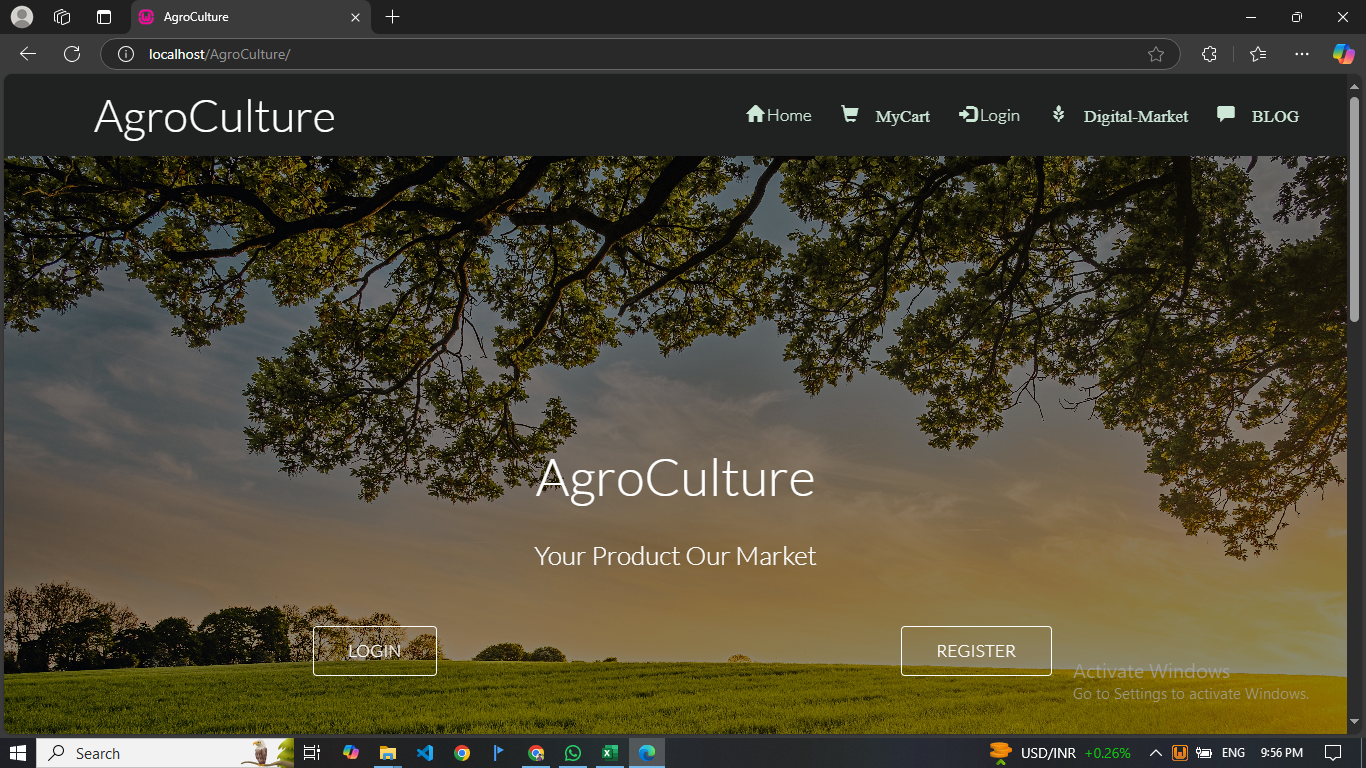 AgroCulture
localhost/AgroCulture/
AgroCulture
Home MyCart Login Digital-Market BLOG
AgroCulture
Your Product Our Market
LOGIN
REGISTER
Activate Windows
Go to Settings to activate Windows.
Search
USD/INR +0.26%
ENG
9:56 PM